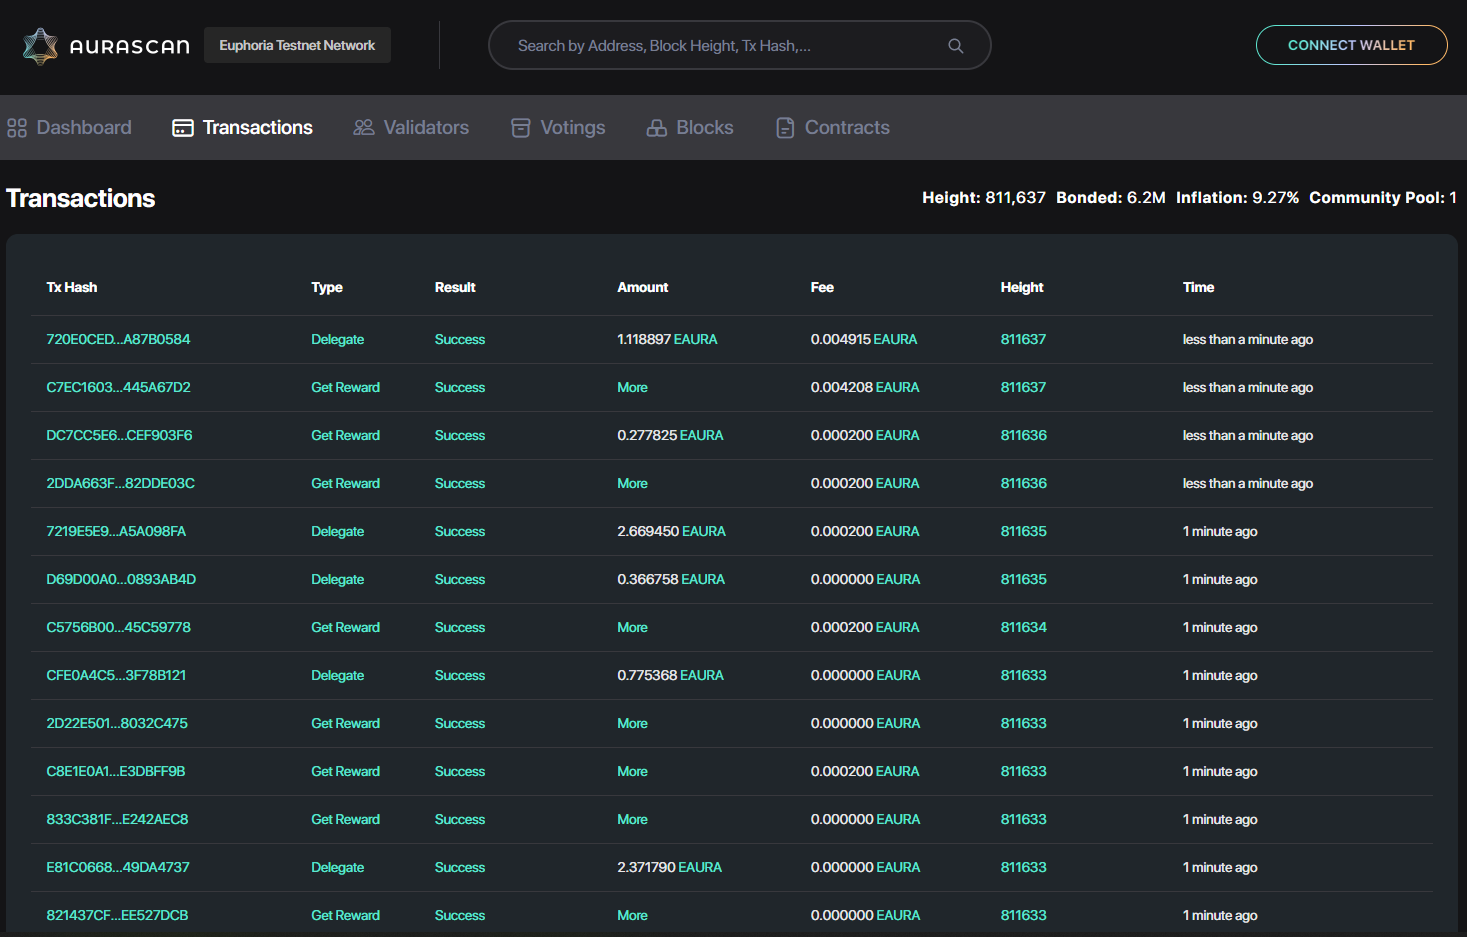 AURASCAN Euphoria Testnet Network Search by Address, Block Height, Tx Hash,... CONNECT WALLET
Dashboard Transactions Validators Votings Blocks Contracts
Transactions Height: 811,637 Bonded: 6.2M Inflation: 9.27% Community Pool: 1
Tx Hash Type Result Amount Fee Height Time
720E0CED...A87B0584 Delegate Success 1.118897 EAURA 0.004915 EAURA 811637 less than a minute ago
C7EC1603...445A67D2 Get Reward Success More 0.004208 EAURA 811637 less than a minute ago
DC7CC5E6...CEF903F6 Get Reward Success 0.277825 EAURA 0.000200 EAURA 811636 less than a minute ago
2DDA663F...82DDE03C Get Reward Success More 0.000200 EAURA 811636 less than a minute ago
7219E5E9...A5A098FA Delegate Success 2.669450 EAURA 0.000200 EAURA 811635 1 minute ago
D69D00A0...0893AB4D Delegate Success 0.366758 EAURA 0.000000 EAURA 811635 1 minute ago
C5756B00...45C59778 Get Reward Success More 0.000200 EAURA 811634 1 minute ago
CFE0A4C5...3F78B121 Delegate Success 0.775368 EAURA 0.000000 EAURA 811633 1 minute ago
2D22E501...8032C475 Get Reward Success More 0.000000 EAURA 811633 1 minute ago
C8E1E0A1...E3DBFF9B Get Reward Success More 0.000200 EAURA 811633 1 minute ago
833C381F...E242AEC8 Get Reward Success More 0.000000 EAURA 811633 1 minute ago
E81C0668...49DA4737 Delegate Success 2.371790 EAURA 0.000000 EAURA 811633 1 minute ago
821437CF...EE527DCB Get Reward Success More 0.000000 EAURA 811633 1 minute ago